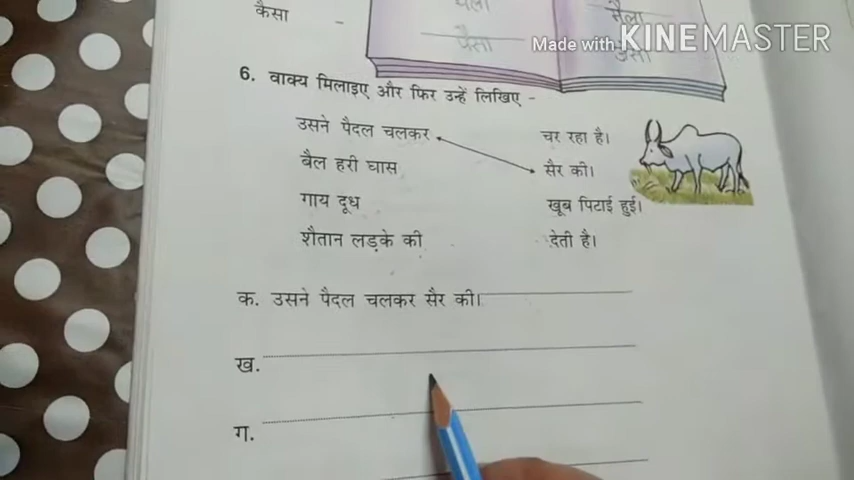 कैसा -
थैला
मैला
पैसा
Made with KINEMASTER
6. वाक्य मिलाइए और फिर उन्हें लिखिए -
उसने पैदल चलकर चर रहा है।
बैल हरी घास सैर की।
गाय दूध खूब पिटाई हुई।
शैतान लड़के की देती है।
क. उसने पैदल चलकर सैर की।
ख.
ग.